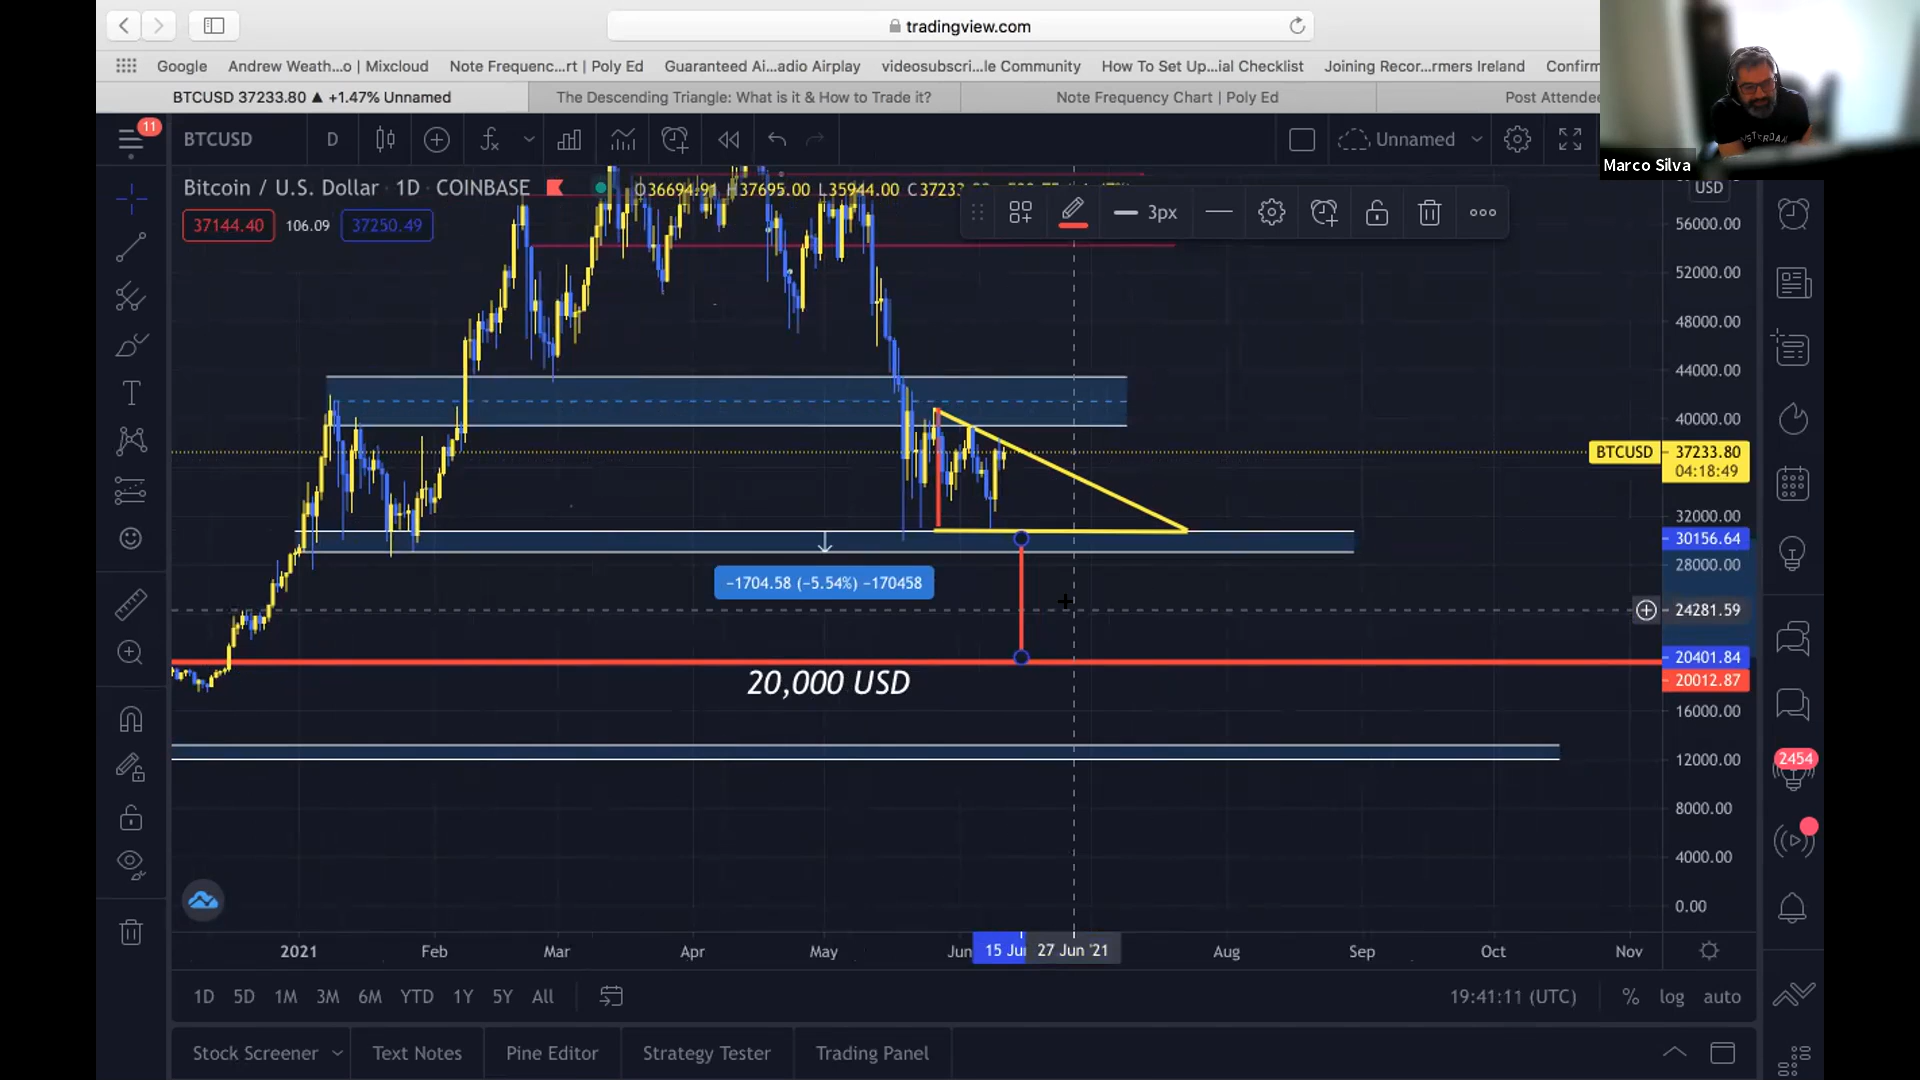 tradingview.com
Google Andrew Weath...o | Mixcloud Note Frequenc...rt | Poly Ed Guaranteed Ai...adio Airplay videosubscri...le Community How To Set Up...ial Checklist Joining Recor...rmers Ireland Confirm
BTCUSD 37233.80 ▲ +1.47% Unnamed The Descending Triangle: What is it & How to Trade it? Note Frequency Chart | Poly Ed Post Attendee
Marco Silva
11
BTCUSD D Unnamed
Bitcoin / U.S. Dollar · 1D · COINBASE O36694.91 H37695.00 L35944.00
USD
37144.40 106.09 37250.49
3px
56000.00
52000.00
48000.00
44000.00
40000.00
BTCUSD 37233.80
04:18:49
32000.00
30156.64
28000.00
−1704.58 (−5.54%) −170458
24281.59
20401.84
20,000 USD
20012.87
16000.00
12000.00
2454
8000.00
4000.00
0.00
2021 Feb Mar Apr May Jun 15 Ju 27 Jun '21 Aug Sep Oct Nov
1D 5D 1M 3M 6M YTD 1Y 5Y All 19:41:11 (UTC) % log auto
Stock Screener Text Notes Pine Editor Strategy Tester Trading Panel